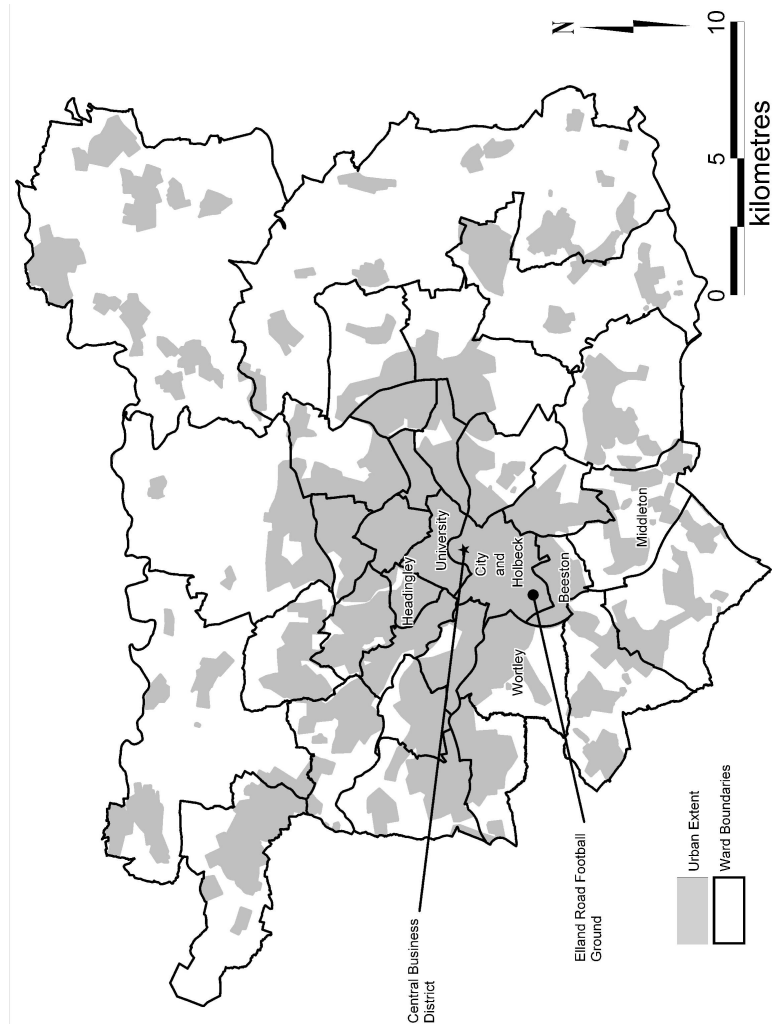 N
Headingley
University
City
and
Holbeck
Beeston
Middleton
Wortley
Central Business
District
Elland Road Football
Ground
Urban Extent
Ward Boundaries
0
5
10
kilometres